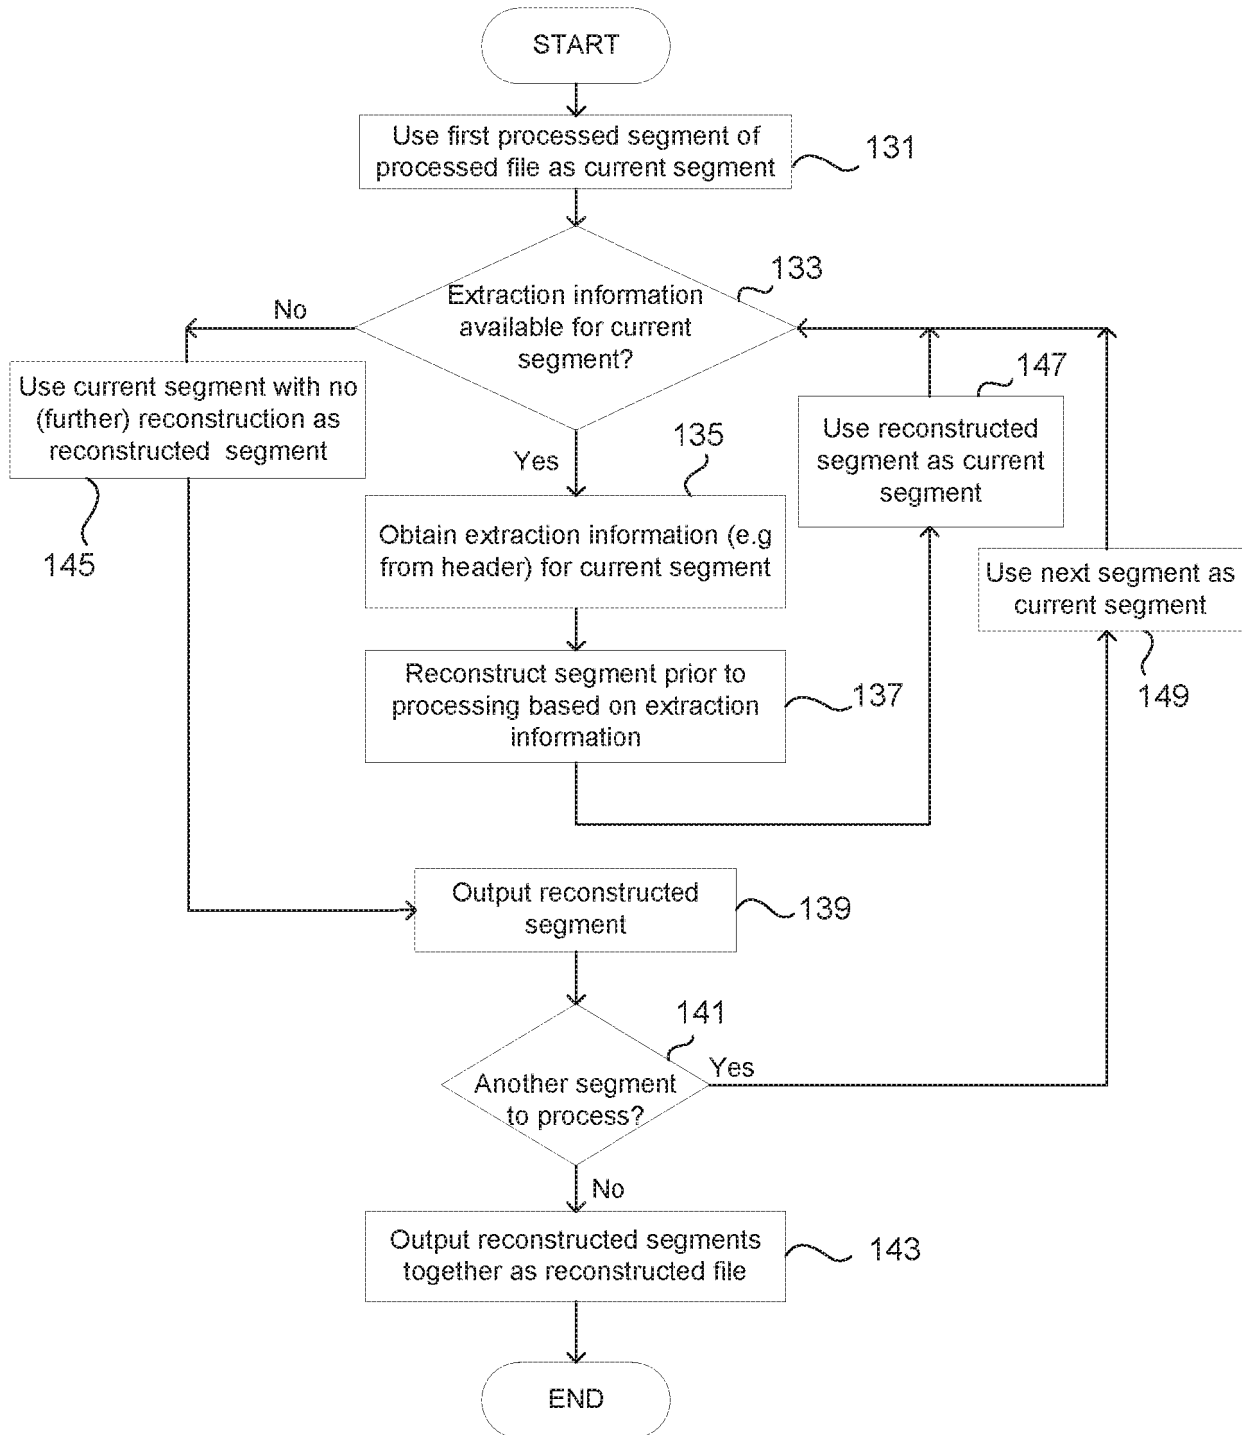 START
Use first processed segment of
processed file as current segment
131
133
Extraction information
available for current
segment?
No
Use current segment with no
(further) reconstruction as
reconstructed segment
145
Yes
135
Obtain extraction information (e.g
from header) for current segment
147
Use reconstructed
segment as current
segment
Use next segment as
current segment
149
Reconstruct segment prior to
processing based on extraction
information
137
Output reconstructed
segment
139
141
Another segment
to process?
Yes
No
Output reconstructed segments
together as reconstructed file
143
END